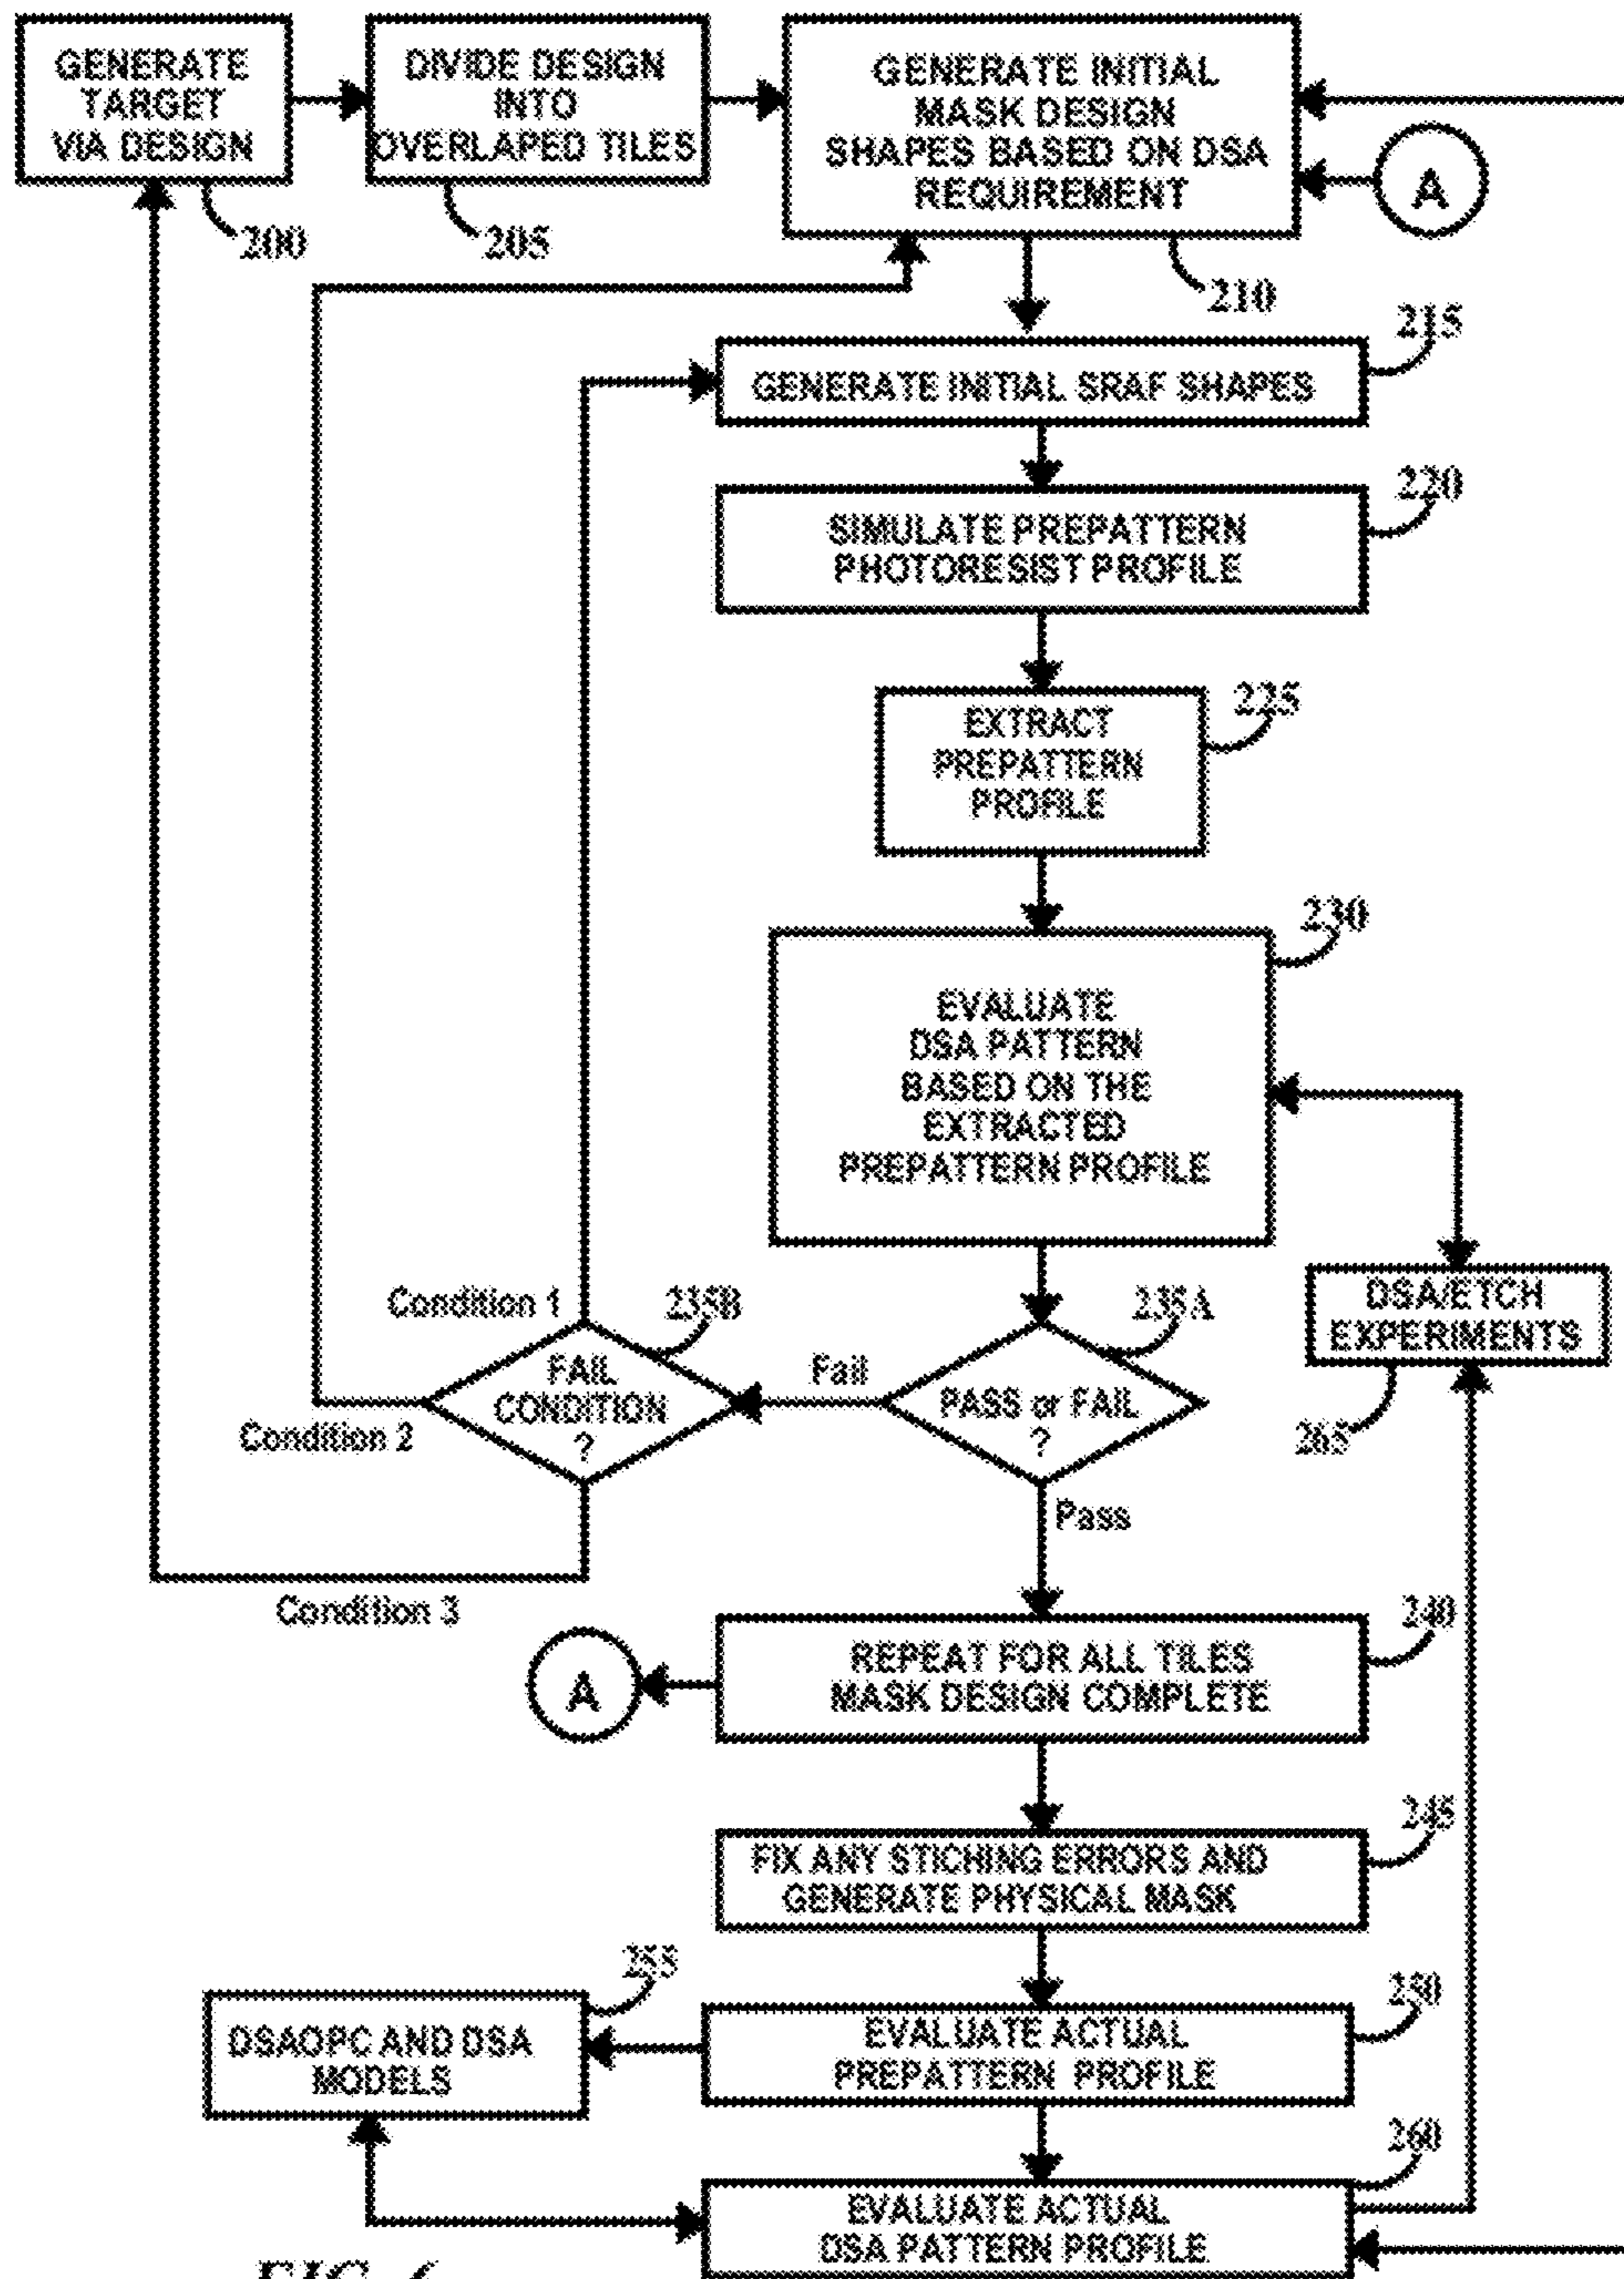 GENERATE
TARGET
VIA DESIGN
200
DIVIDE DESIGN
INTO
OVERLAPED TILES
205
GENERATE INITIAL
MASK DESIGN
SHAPES BASED ON DSA
REQUIREMENT
210
A
GENERATE INITIAL SRAF SHAPES
215
SIMULATE PREPATTERN
PHOTORESIST PROFILE
220
EXTRACT
PREPATTERN
PROFILE
225
EVALUATE
DSA PATTERN
BASED ON THE
EXTRACTED
PREPATTERN PROFILE
230
DSA/ETCH
EXPERIMENTS
265
PASS or FAIL
?
235A
Fail
Pass
FAIL
CONDITION
?
235B
Condition 1
Condition 2
Condition 3
REPEAT FOR ALL TILES
MASK DESIGN COMPLETE
240
A
FIX ANY STICHING ERRORS AND
GENERATE PHYSICAL MASK
245
EVALUATE ACTUAL
PREPATTERN PROFILE
250
DSAOPC AND DSA
MODELS
255
EVALUATE ACTUAL
DSA PATTERN PROFILE
260